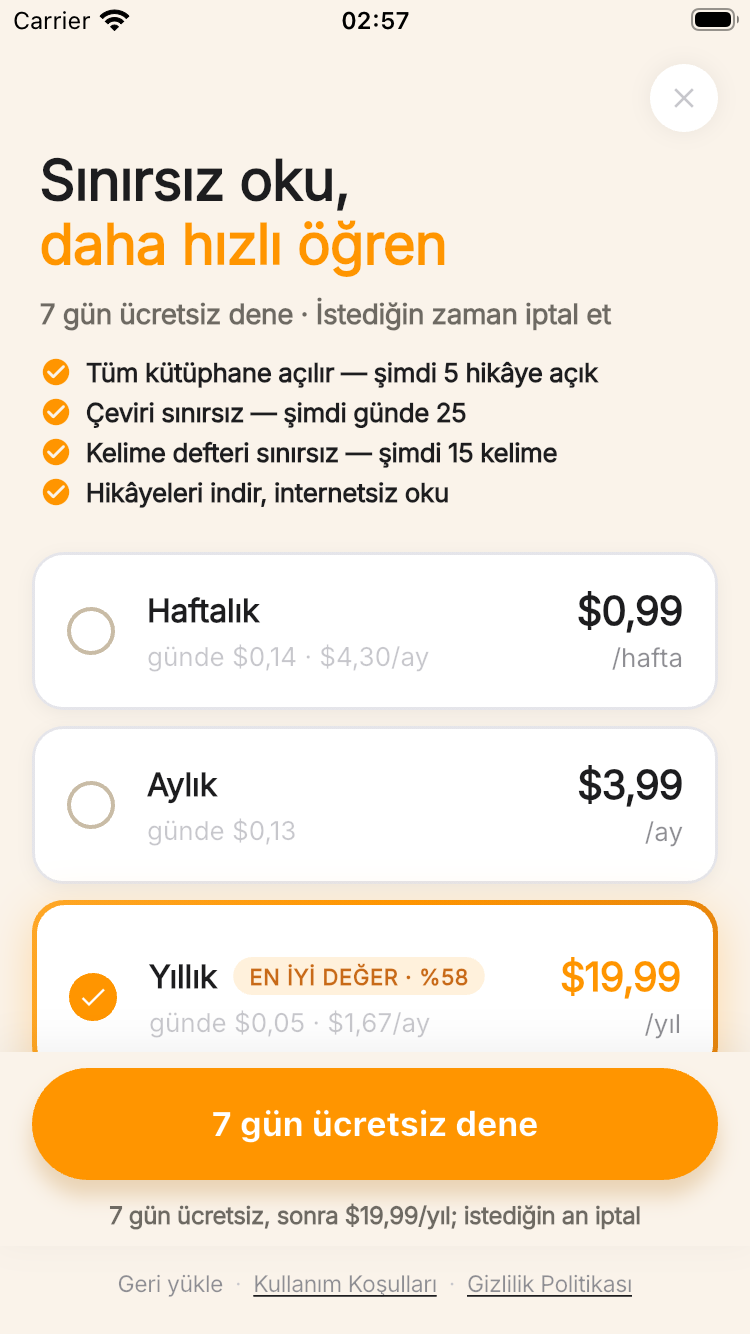 Carrier 02:57
Sınırsız oku,
daha hızlı öğren
7 gün ücretsiz dene · İstediğin zaman iptal et
Tüm kütüphane açılır — şimdi 5 hikâye açık
Çeviri sınırsız — şimdi günde 25
Kelime defteri sınırsız — şimdi 15 kelime
Hikâyeleri indir, internetsiz oku
Haftalık $0,99
günde $0,14 · $4,30/ay /hafta
Aylık $3,99
günde $0,13 /ay
Yıllık EN İYİ DEĞER · %58 $19,99
günde $0,05 · $1,67/ay /yıl
7 gün ücretsiz dene
7 gün ücretsiz, sonra $19,99/yıl; istediğin an iptal
Geri yükle · Kullanım Koşulları · Gizlilik Politikası